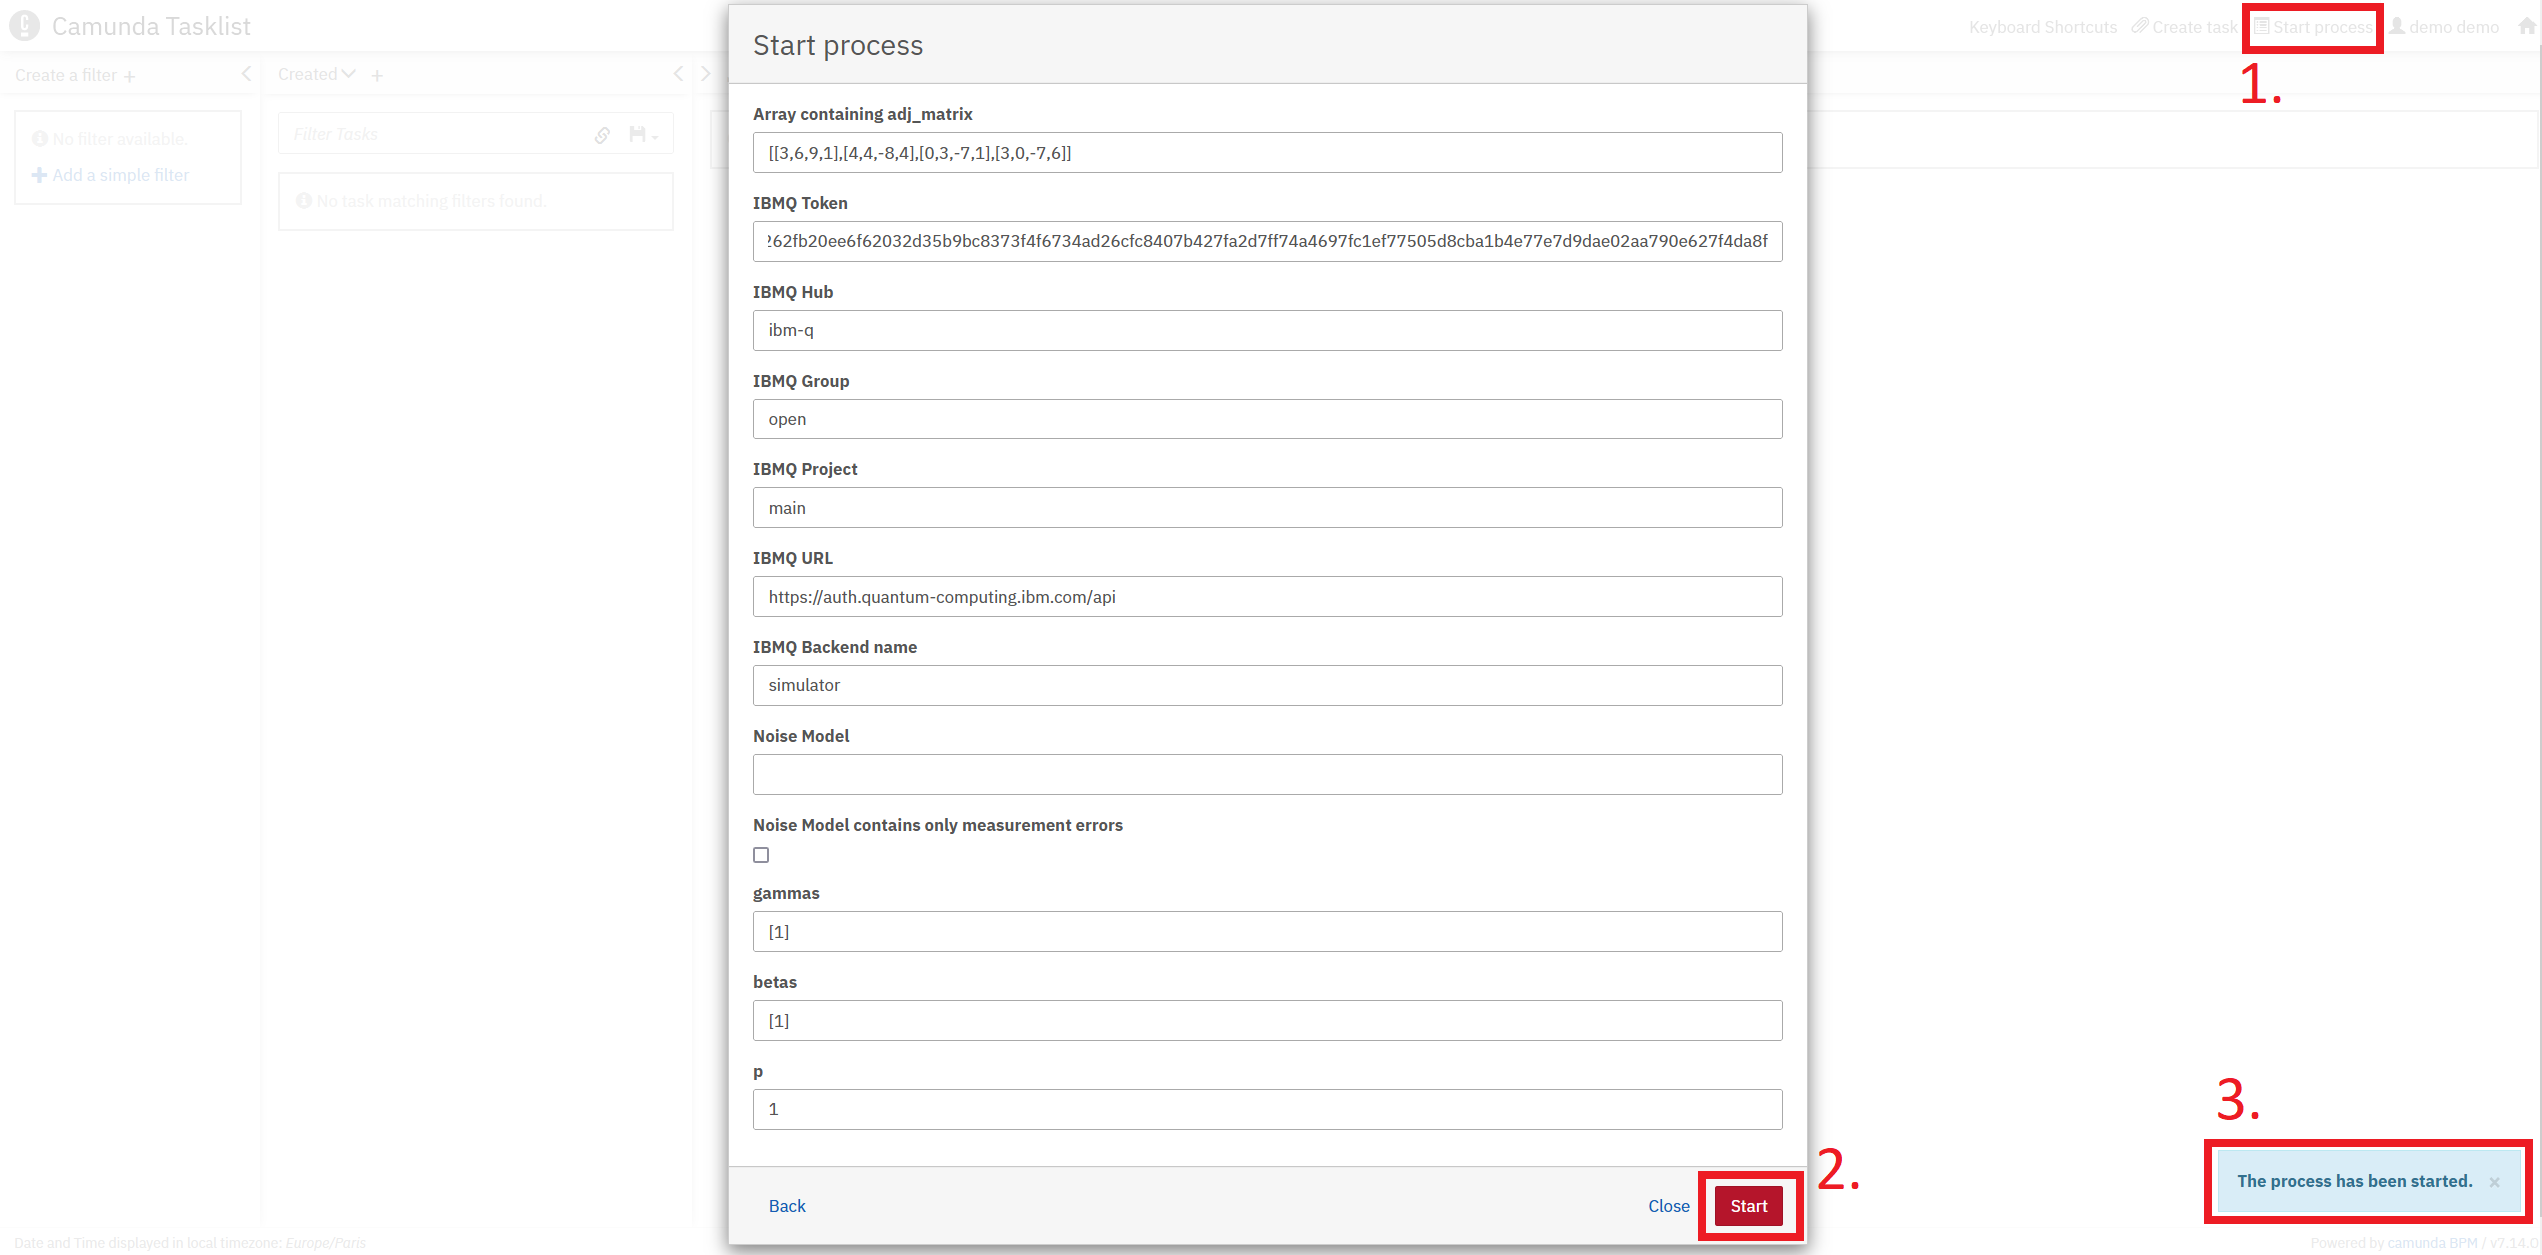 Camunda Tasklist
Keyboard Shortcuts Create task Start process demo demo
1.
Create a filter +
Created +
No filter available.
Add a simple filter
Filter Tasks
No task matching filters found.
Start process
Array containing adj_matrix
[[3,6,9,1],[4,4,-8,4],[0,3,-7,1],[3,0,-7,6]]
IBMQ Token
262fb20ee6f62032d35b9bc8373f4f6734ad26cfc8407b427fa2d7ff74a4697fc1ef77505d8cba1b4e77e7d9dae02aa790e627f4da8f
IBMQ Hub
ibm-q
IBMQ Group
open
IBMQ Project
main
IBMQ URL
https://auth.quantum-computing.ibm.com/api
IBMQ Backend name
simulator
Noise Model
Noise Model contains only measurement errors
gammas
[1]
betas
[1]
p
1
Back
Close
Start
2.
3.
The process has been started. ×
Date and Time displayed in local timezone: Europe/Paris
Powered by camunda BPM / v7.14.0